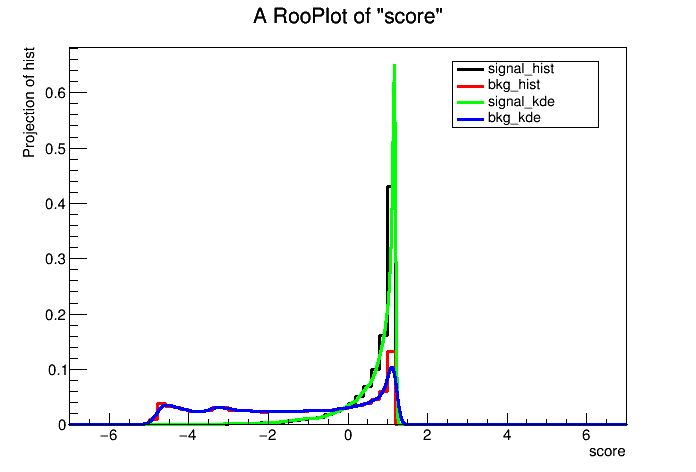 A RooPlot of "score"
Projection of hist
signal_hist
bkg_hist
signal_kde
bkg_kde
0.6
0.5
0.4
0.3
0.2
0.1
0
−6 −4 −2 0 2 4 6
score